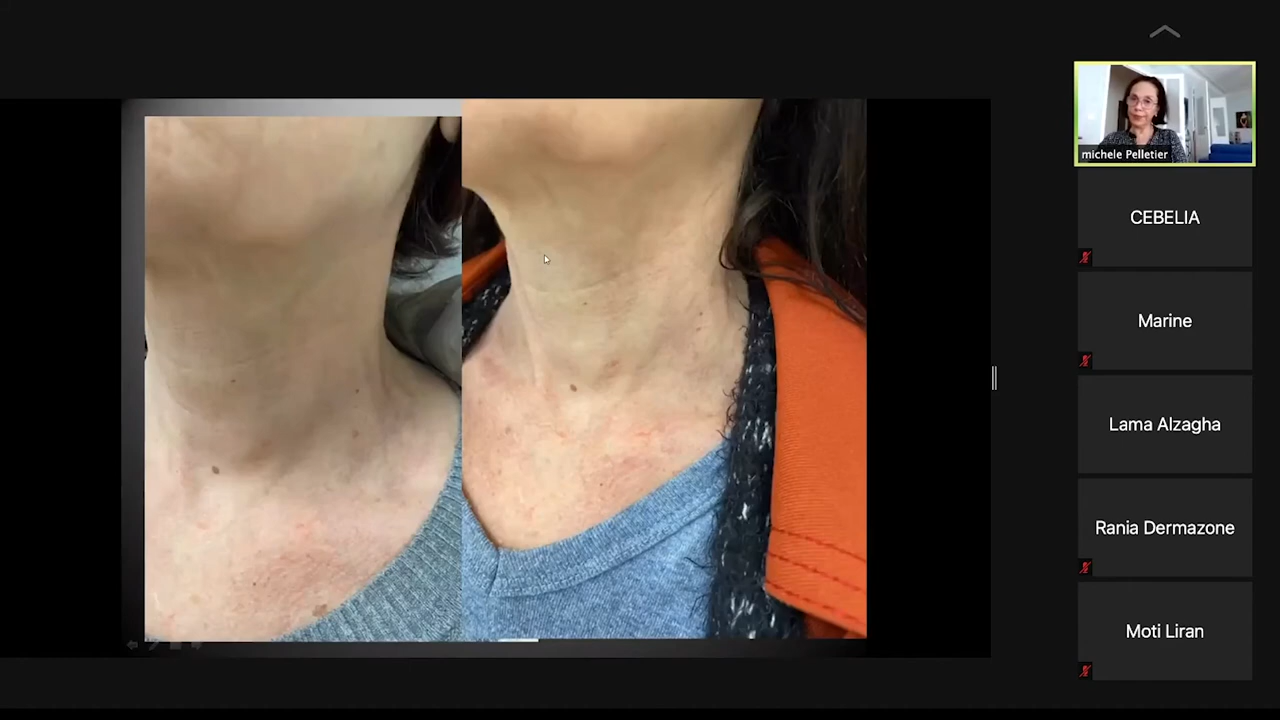 michele Pelletier
CEBELIA
Marine
Lama Alzagha
Rania Dermazone
Moti Liran